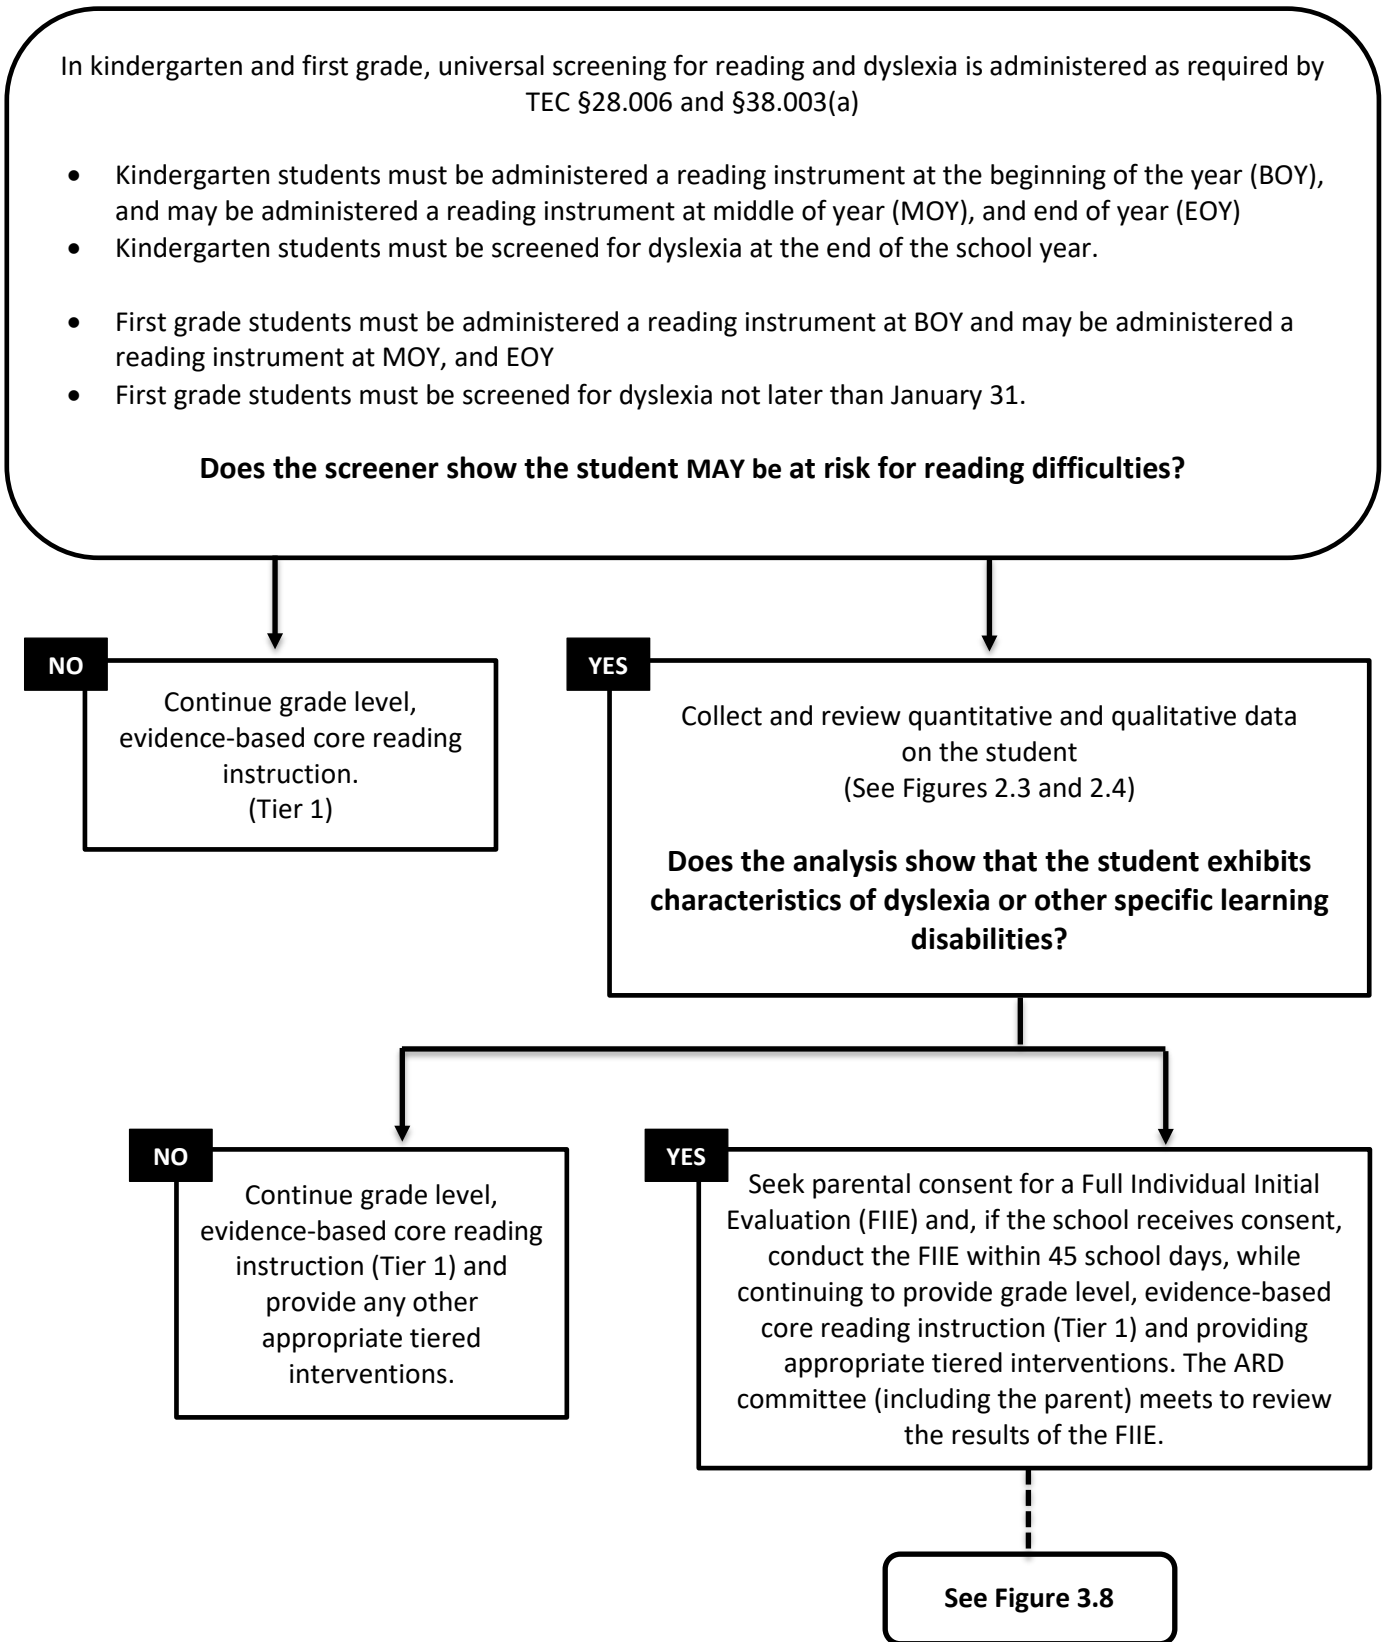 In kindergarten and first grade, universal screening for reading and dyslexia is administered as required by
TEC §28.006 and §38.003(a)
• Kindergarten students must be administered a reading instrument at the beginning of the year (BOY),
and may be administered a reading instrument at middle of year (MOY), and end of year (EOY)
• Kindergarten students must be screened for dyslexia at the end of the school year.
• First grade students must be administered a reading instrument at BOY and may be administered a
reading instrument at MOY, and EOY
• First grade students must be screened for dyslexia not later than January 31.
Does the screener show the student MAY be at risk for reading difficulties?
NO
Continue grade level,
evidence-based core reading
instruction.
(Tier 1)
YES
Collect and review quantitative and qualitative data
on the student
(See Figures 2.3 and 2.4)
Does the analysis show that the student exhibits
characteristics of dyslexia or other specific learning
disabilities?
NO
Continue grade level,
evidence-based core reading
instruction (Tier 1) and
provide any other
appropriate tiered
interventions.
YES
Seek parental consent for a Full Individual Initial
Evaluation (FIIE) and, if the school receives consent,
conduct the FIIE within 45 school days, while
continuing to provide grade level, evidence-based
core reading instruction (Tier 1) and providing
appropriate tiered interventions. The ARD
committee (including the parent) meets to review
the results of the FIIE.
See Figure 3.8